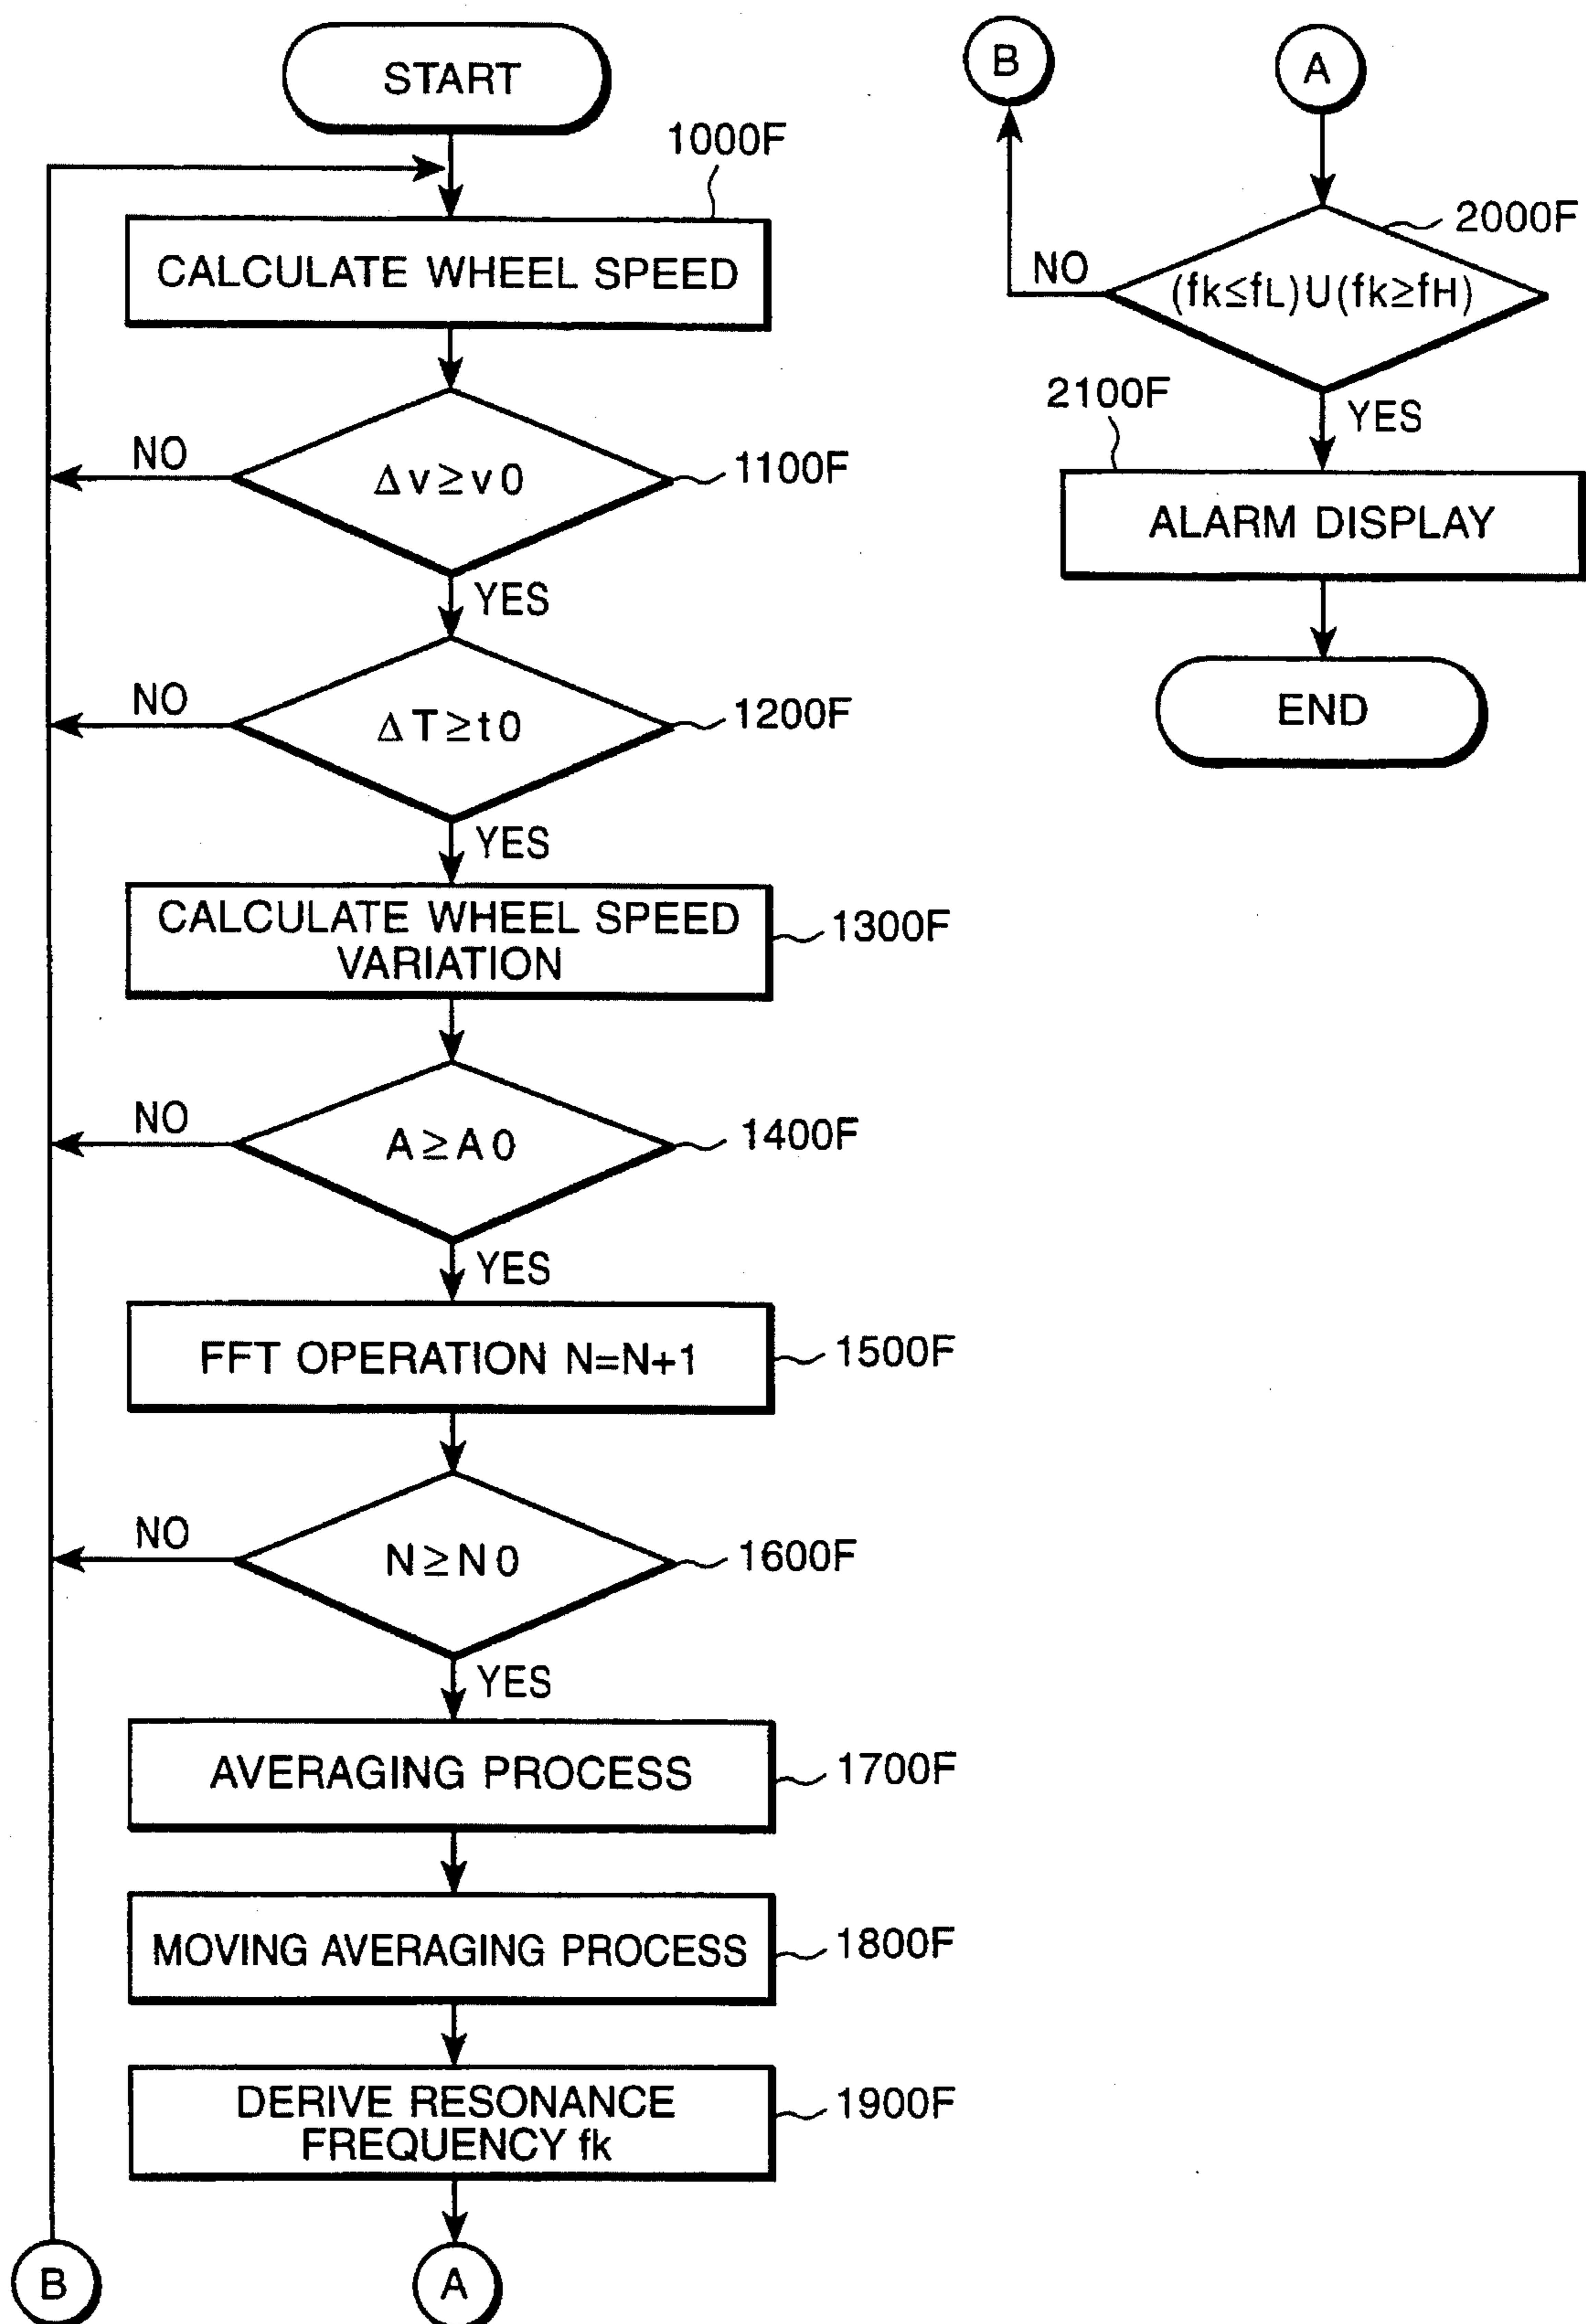 START
1000F
CALCULATE WHEEL SPEED
NO
Δv≥v0
1100F
YES
NO
ΔT≥t0
1200F
YES
CALCULATE WHEEL SPEED
VARIATION
1300F
NO
A≥A0
1400F
YES
FFT OPERATION N=N+1
1500F
NO
N≥N0
1600F
YES
AVERAGING PROCESS
1700F
MOVING AVERAGING PROCESS
1800F
DERIVE RESONANCE
FREQUENCY fk
1900F
B
A
B
A
2000F
NO
(fk≤fL)U(fk≥fH)
YES
2100F
ALARM DISPLAY
END